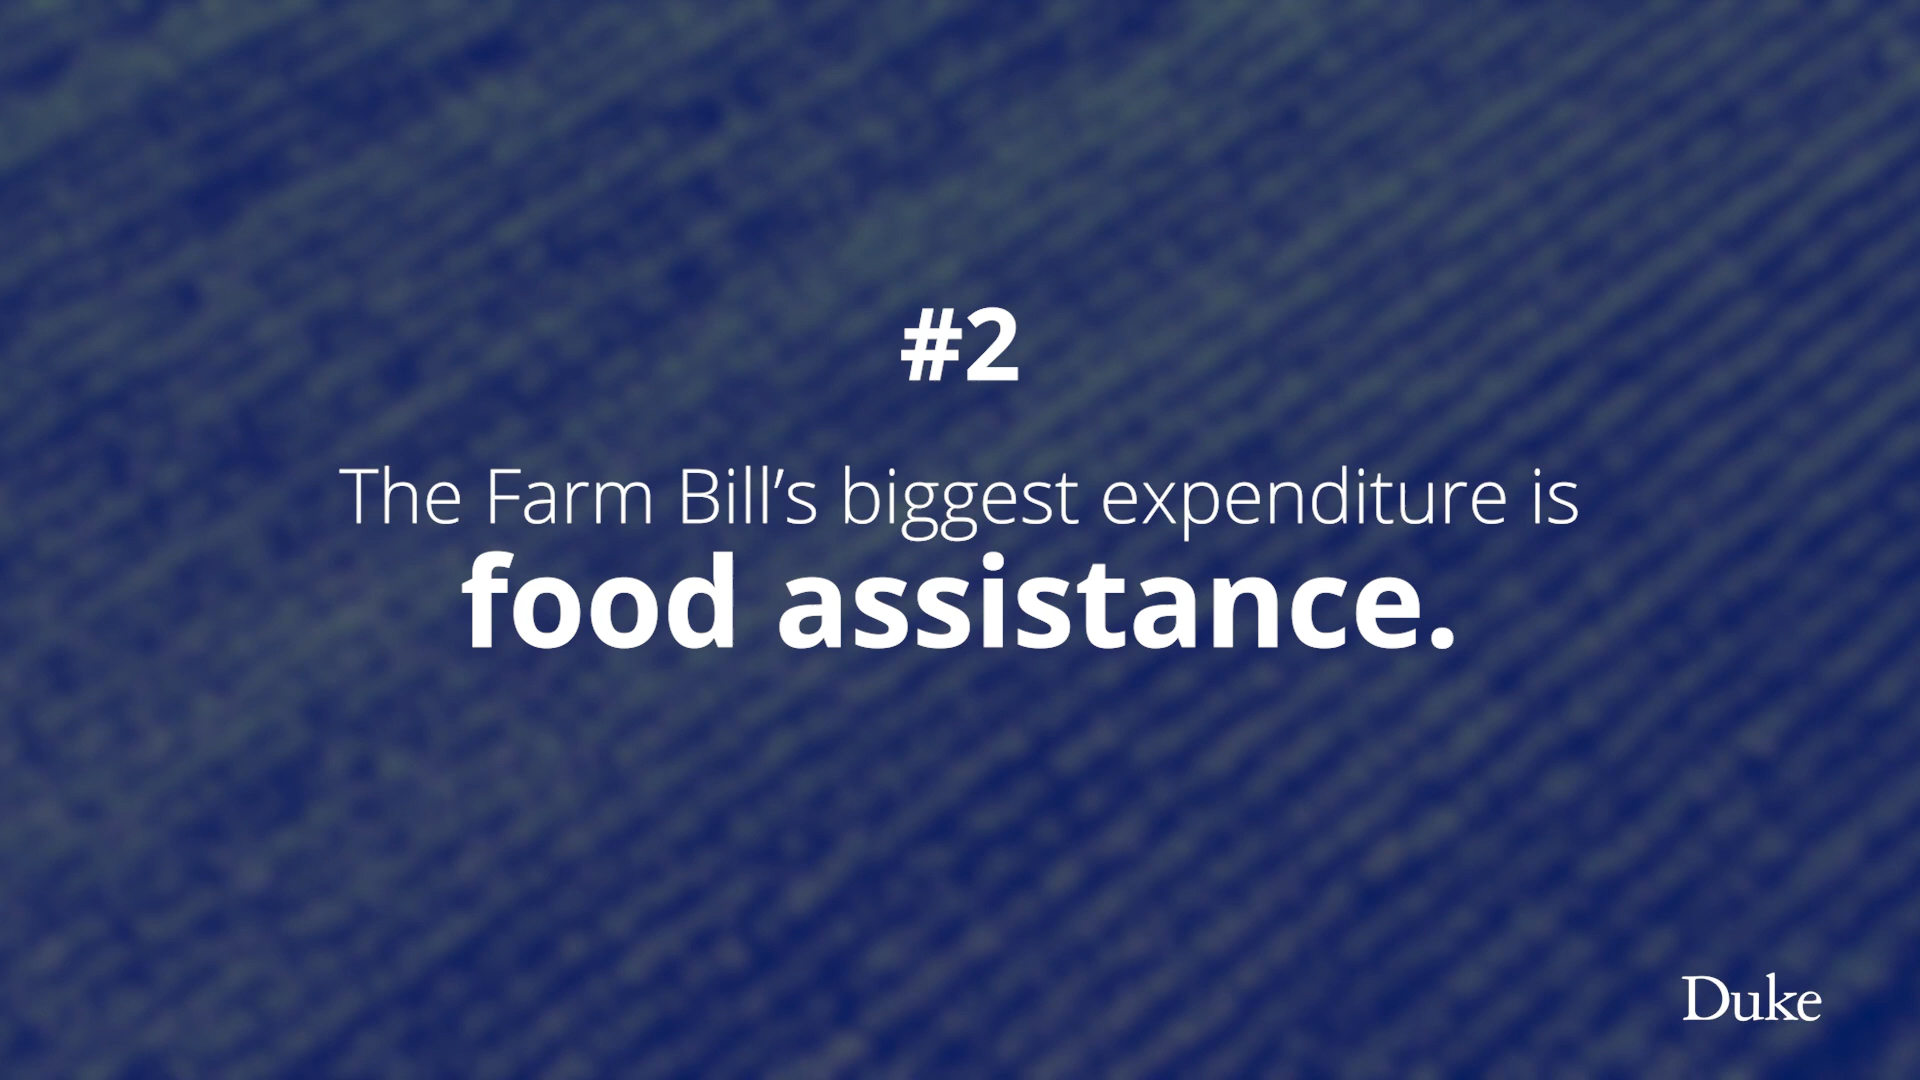 #2
The Farm Bill’s biggest expenditure is
food assistance.
Duke